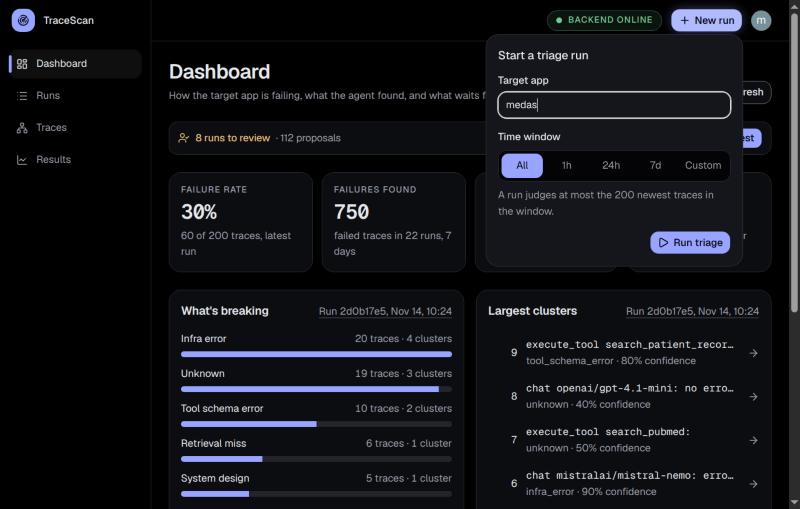 TraceScan
BACKEND ONLINE
New run
m
Dashboard
Runs
Traces
Results
Dashboard
How the target app is failing, what the agent found, and what waits f
resh
8 runs to review · 112 proposals
est
Start a triage run
Target app
medas
Time window
All 1h 24h 7d Custom
A run judges at most the 200 newest traces in
the window.
Run triage
FAILURE RATE
30%
60 of 200 traces, latest
run
FAILURES FOUND
750
failed traces in 22 runs, 7
days
r
What's breaking
Run 2d0b17e5, Nov 14, 10:24
Infra error 20 traces · 4 clusters
Unknown 19 traces · 3 clusters
Tool schema error 10 traces · 2 clusters
Retrieval miss 6 traces · 1 cluster
System design 5 traces · 1 cluster
Largest clusters
Run 2d0b17e5, Nov 14, 10:24
9 execute_tool search_patient_recor…
tool_schema_error · 80% confidence
8 chat openai/gpt-4.1-mini: no erro…
unknown · 40% confidence
7 execute_tool search_pubmed:
unknown · 50% confidence
6 chat mistralai/mistral-nemo: erro…
infra_error · 90% confidence